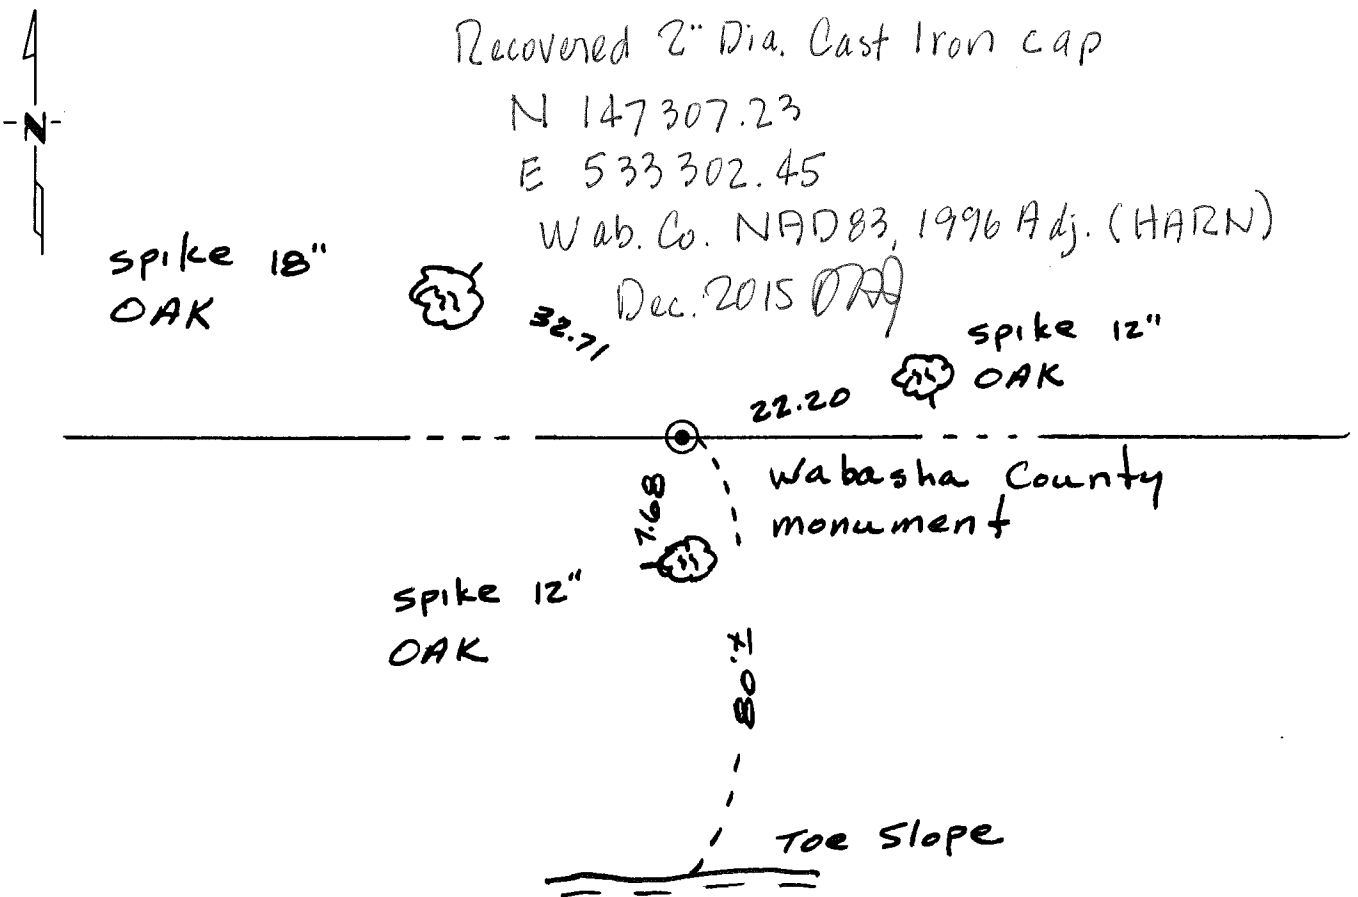 Recovered 2" Dia. Cast Iron cap
N 147307.23
E 533302.45
Wab. Co. NAD83, 1996 Adj. (HARN)
Dec. 2015
N
spike 18"
OAK
32.71
spike 12"
OAK
22.20
Wabasha County
monument
7.68
spike 12"
OAK
80.±
Toe Slope